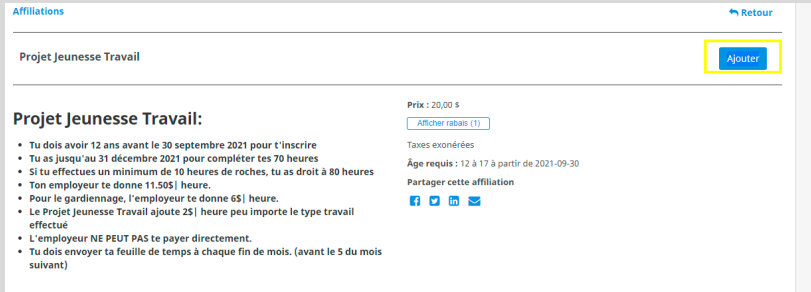 Affiliations
Retour
Projet Jeunesse Travail
Ajouter
Projet Jeunesse Travail:
Tu dois avoir 12 ans avant le 30 septembre 2021 pour t'inscrire
Tu as jusqu'au 31 décembre 2021 pour compléter tes 70 heures
Si tu effectues un minimum de 10 heures de roches, tu as droit à 80 heures
Ton employeur te donne 11.50$| heure.
Pour le gardiennage, l'employeur te donne 6$| heure.
Le Projet Jeunesse Travail ajoute 2$| heure peu importe le type travail
effectué
L'employeur NE PEUT PAS te payer directement.
Tu dois envoyer ta feuille de temps à chaque fin de mois. (avant le 5 du mois
suivant)
Prix : 20,00 $
Afficher rabais (1)
Taxes exonérées
Âge requis : 12 à 17 à partir de 2021-09-30
Partager cette affiliation